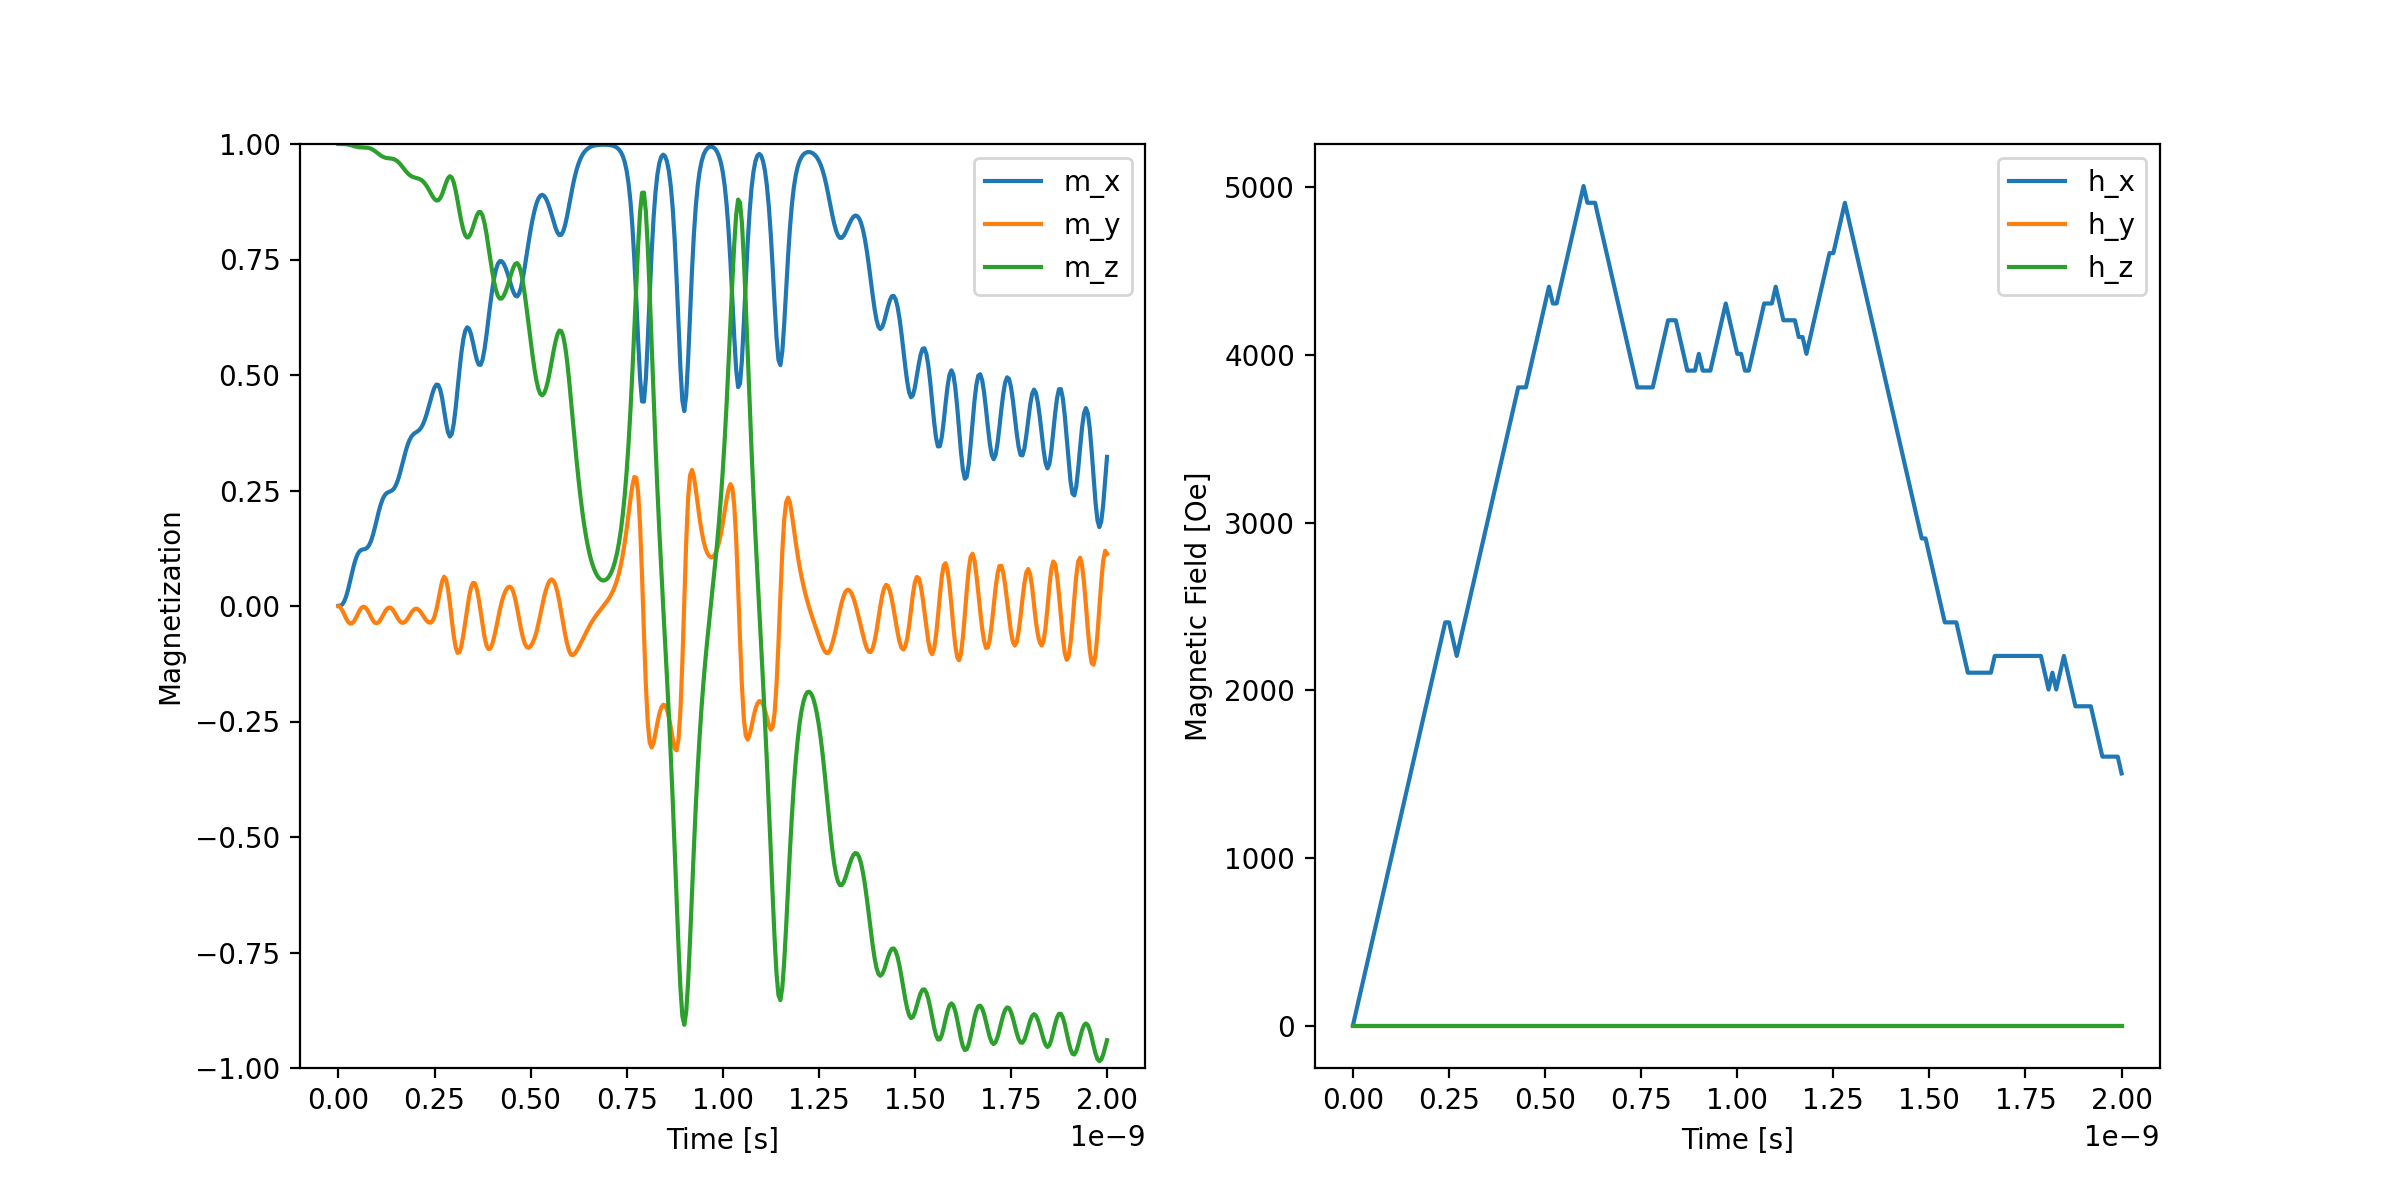 1.00
0.75
0.50
0.25
0.00
−0.25
−0.50
−0.75
−1.00
Magnetization
0.00 0.25 0.50 0.75 1.00 1.25 1.50 1.75 2.00
Time [s]
1e−9
m_x
m_y
m_z
5000
4000
3000
2000
1000
0
Magnetic Field [Oe]
0.00 0.25 0.50 0.75 1.00 1.25 1.50 1.75 2.00
Time [s]
1e−9
h_x
h_y
h_z